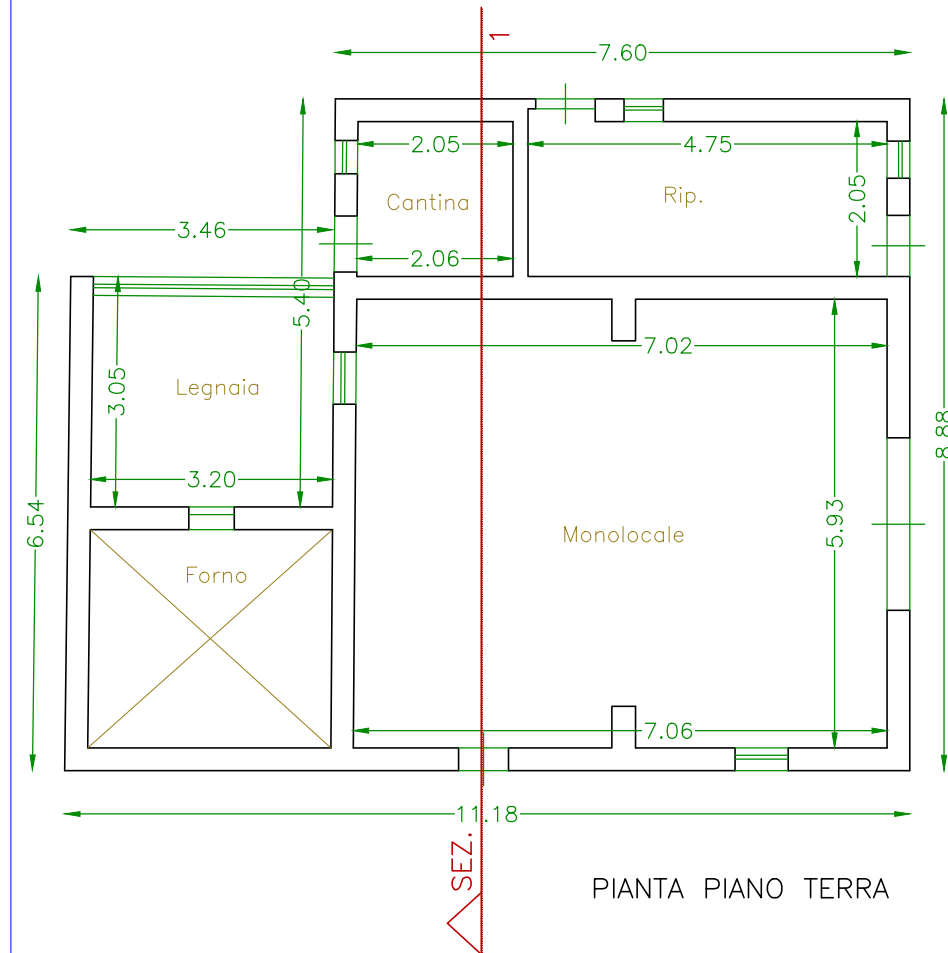 1
7.60
2.05
4.75
Cantina
Rip.
2.05
3.46
2.06
5.40
7.02
Legnaia
3.05
8.88
3.20
6.54
5.93
Monolocale
Forno
7.06
11.18
SEZ.
PIANTA PIANO TERRA